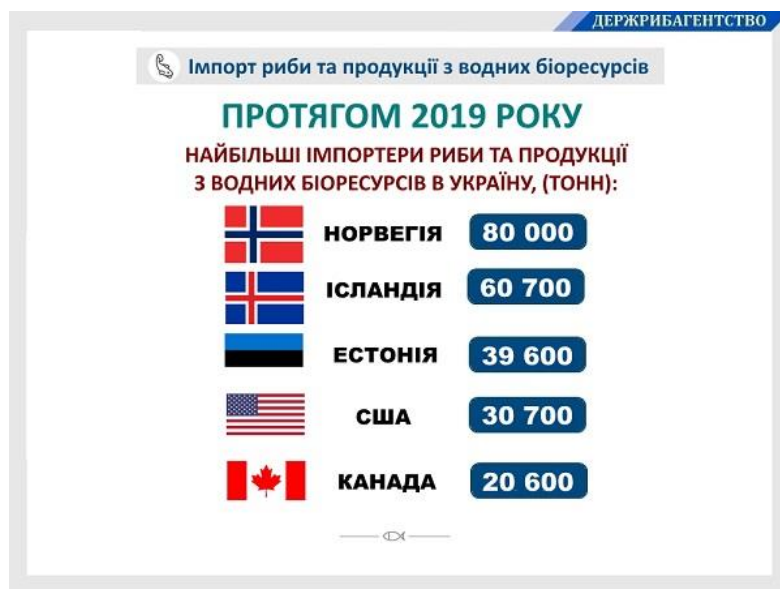 ДЕРЖРИБАГЕНТСТВО
Імпорт риби та продукції з водних біоресурсів
ПРОТЯГОМ 2019 РОКУ
НАЙБІЛЬШІ ІМПОРТЕРИ РИБИ ТА ПРОДУКЦІЇ
З ВОДНИХ БІОРЕСУРСІВ В УКРАЇНУ, (ТОНН):
НОРВЕГІЯ 80 000
ІСЛАНДІЯ 60 700
ЕСТОНІЯ 39 600
США 30 700
КАНАДА 20 600